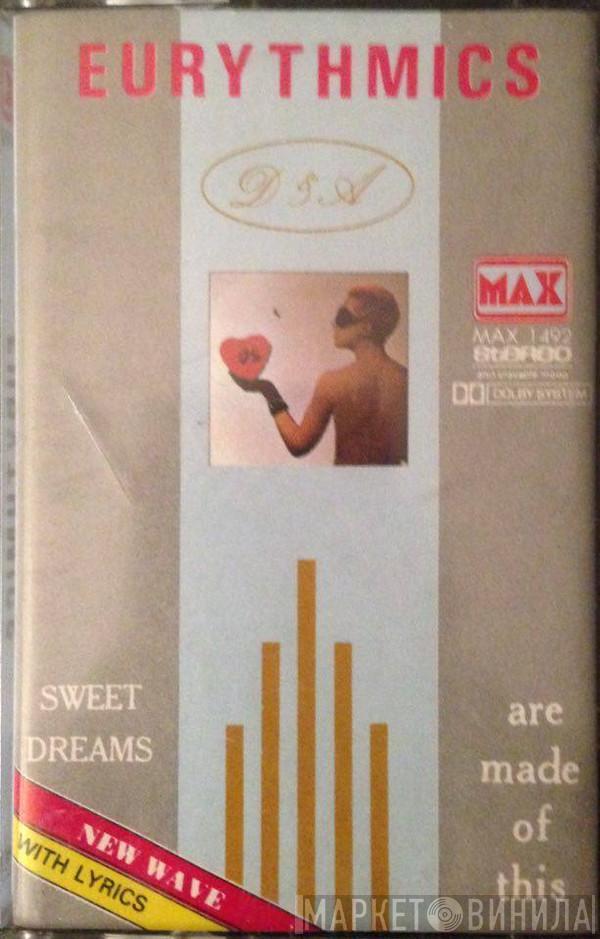 EURYTHMICS
D & A
MAX
MAX 1492
STEREO
DOLBY SYSTEM
SWEET
DREAMS
are
made
of
this
NEW WAVE
WITH LYRICS
МАРКЕТ ВИНИЛА